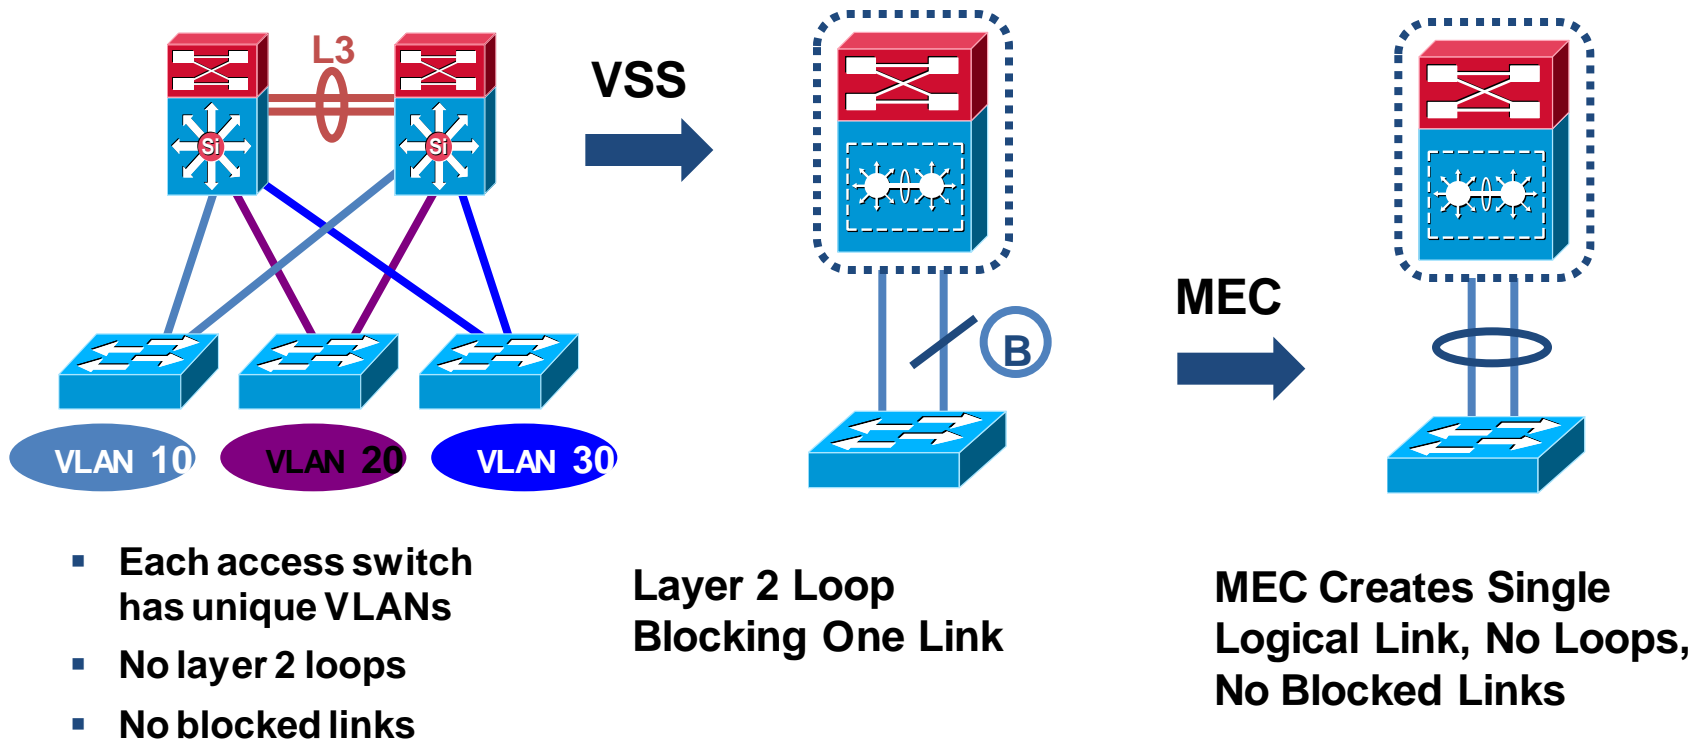 L3
Si
Si
VLAN 10
VLAN 20
VLAN 30
Each access switch
has unique VLANs
No layer 2 loops
No blocked links
VSS
B
Layer 2 Loop
Blocking One Link
MEC
MEC Creates Single
Logical Link, No Loops,
No Blocked Links